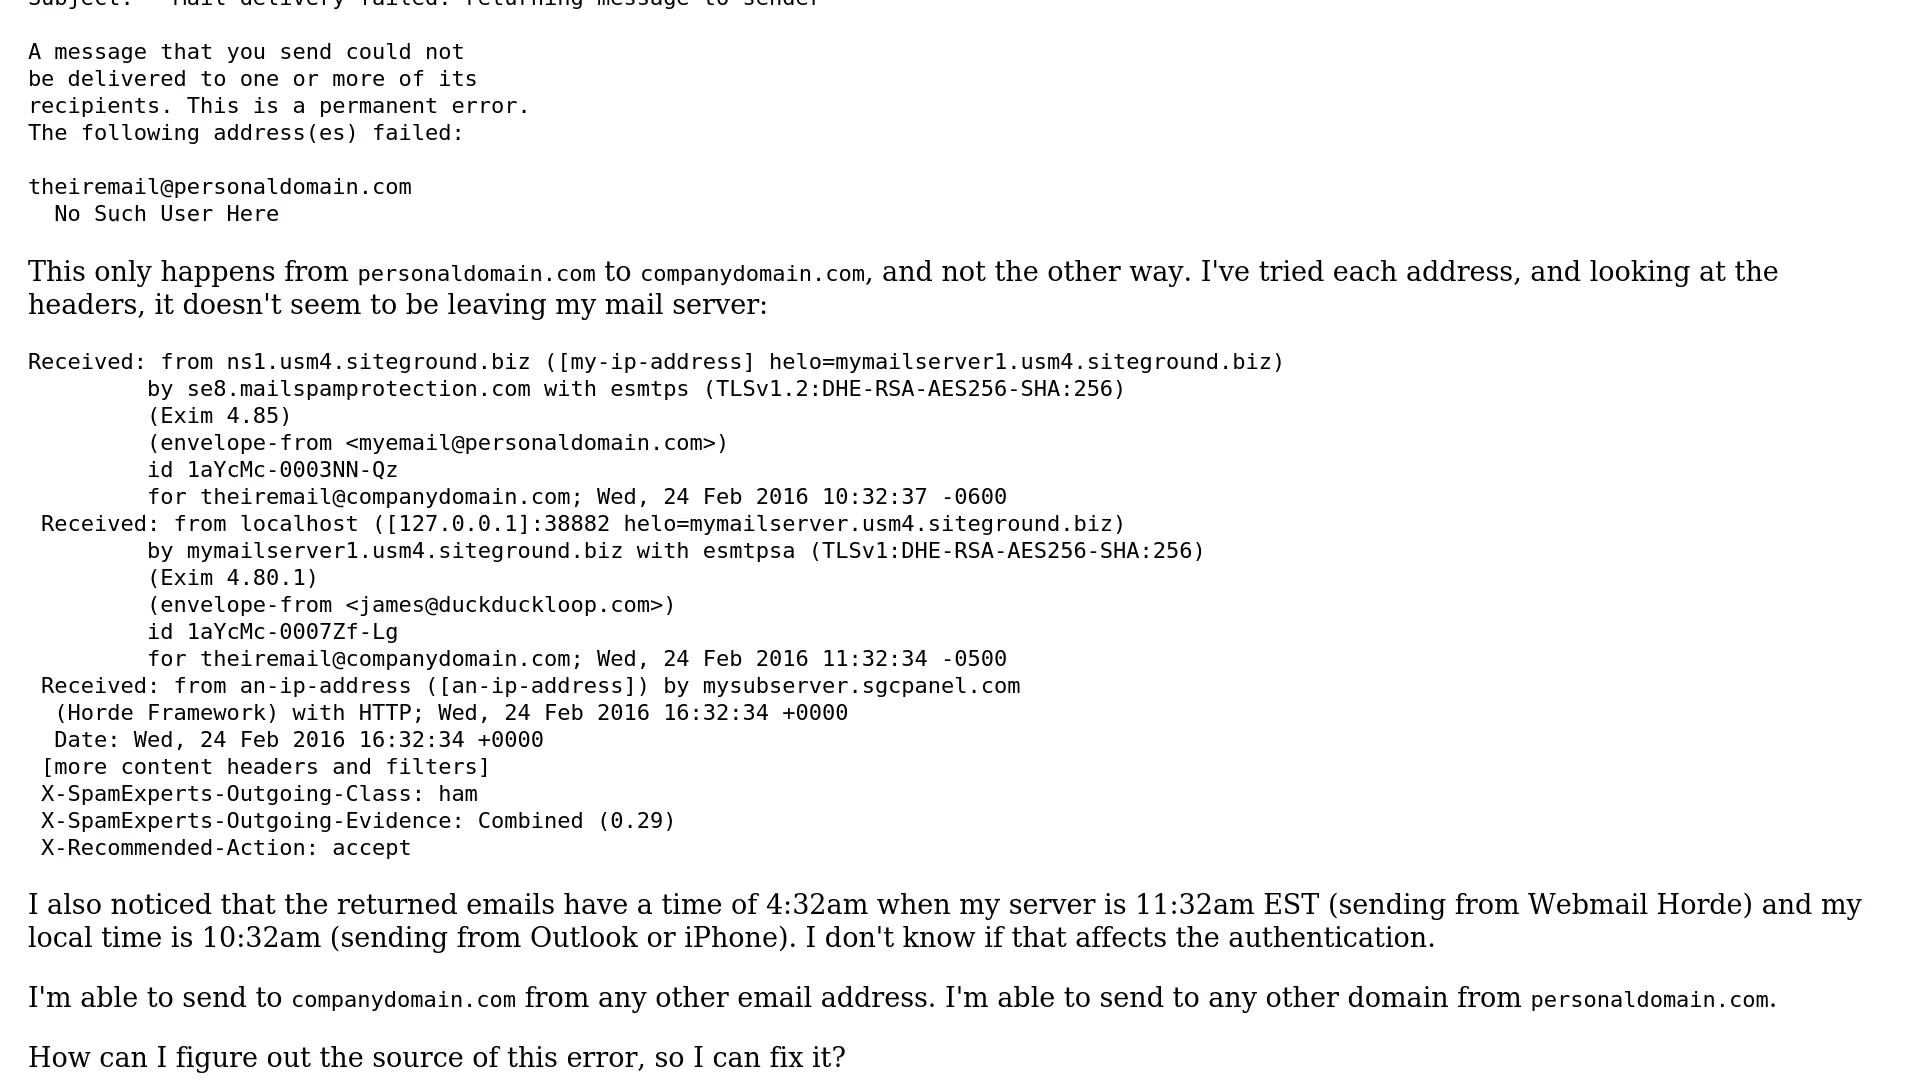 Subject: Mail delivery failed: returning message to sender
A message that you send could not
be delivered to one or more of its
recipients. This is a permanent error.
The following address(es) failed:
theiremail@personaldomain.com
No Such User Here
This only happens from personaldomain.com to companydomain.com, and not the other way. I've tried each address, and looking at the
headers, it doesn't seem to be leaving my mail server:
Received: from ns1.usm4.siteground.biz ([my-ip-address] helo=mymailserver1.usm4.siteground.biz)
by se8.mailspamprotection.com with esmtps (TLSv1.2:DHE-RSA-AES256-SHA:256)
(Exim 4.85)
(envelope-from <myemail@personaldomain.com>)
id 1aYcMc-0003NN-Qz
for theiremail@companydomain.com; Wed, 24 Feb 2016 10:32:37 -0600
Received: from localhost ([127.0.0.1]:38882 helo=mymailserver.usm4.siteground.biz)
by mymailserver1.usm4.siteground.biz with esmtpsa (TLSv1:DHE-RSA-AES256-SHA:256)
(Exim 4.80.1)
(envelope-from <james@duckduckloop.com>)
id 1aYcMc-0007Zf-Lg
for theiremail@companydomain.com; Wed, 24 Feb 2016 11:32:34 -0500
Received: from an-ip-address ([an-ip-address]) by mysubserver.sgcpanel.com
(Horde Framework) with HTTP; Wed, 24 Feb 2016 16:32:34 +0000
Date: Wed, 24 Feb 2016 16:32:34 +0000
[more content headers and filters]
X-SpamExperts-Outgoing-Class: ham
X-SpamExperts-Outgoing-Evidence: Combined (0.29)
X-Recommended-Action: accept
I also noticed that the returned emails have a time of 4:32am when my server is 11:32am EST (sending from Webmail Horde) and my
local time is 10:32am (sending from Outlook or iPhone). I don't know if that affects the authentication.
I'm able to send to companydomain.com from any other email address. I'm able to send to any other domain from personaldomain.com.
How can I figure out the source of this error, so I can fix it?